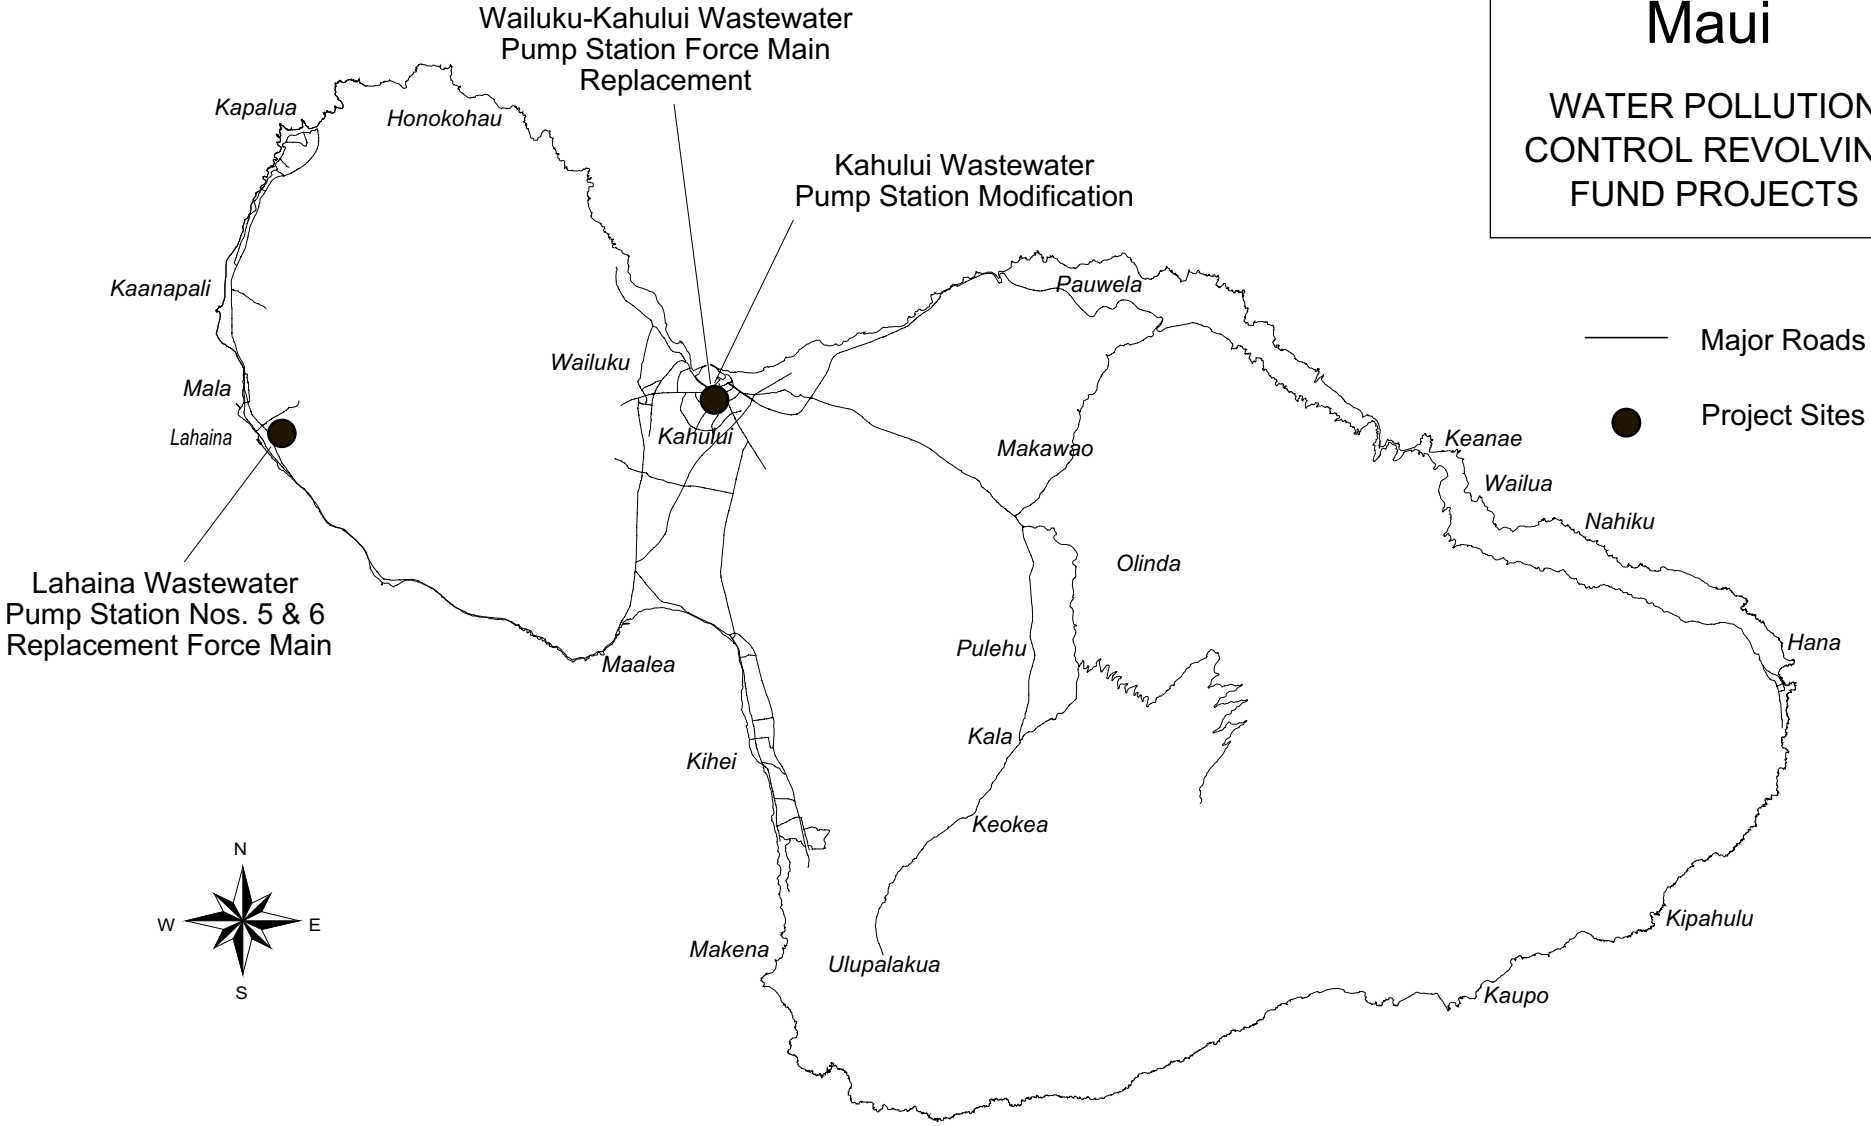 Maui
WATER POLLUTION
CONTROL REVOLVIN
FUND PROJECTS
Major Roads
Project Sites
Wailuku-Kahului Wastewater
Pump Station Force Main
Replacement
Kahului Wastewater
Pump Station Modification
Lahaina Wastewater
Pump Station Nos. 5 & 6
Replacement Force Main
Kapalua
Honokohau
Kaanapali
Mala
Lahaina
Wailuku
Kahului
Pauwela
Makawao
Keanae
Wailua
Nahiku
Olinda
Hana
Pulehu
Maalea
Kala
Kihei
Keokea
Makena
Ulupalakua
Kipahulu
Kaupo
N
W
E
S